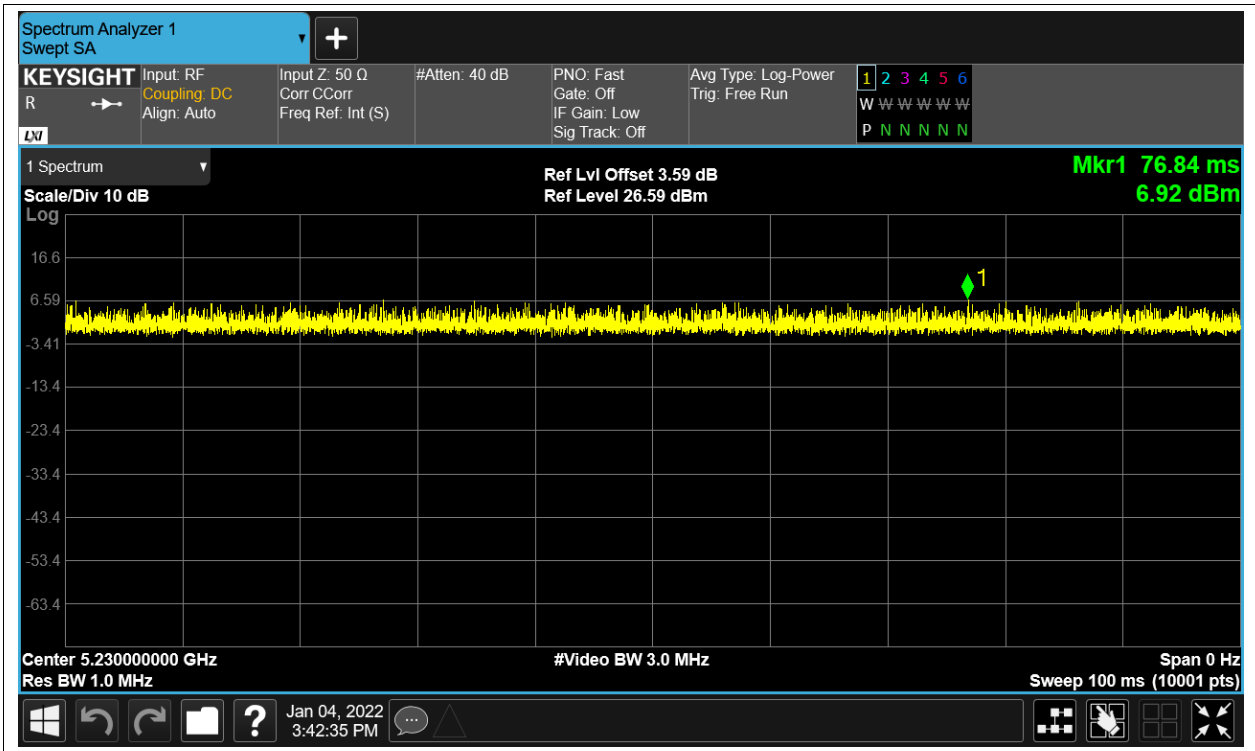 Spectrum Analyzer 1
Swept SA
KEYSIGHT
R
LXI
Input: RF
Coupling: DC
Align: Auto
Input Z: 50 Ω
Corr CCorr
Freq Ref: Int (S)
#Atten: 40 dB
PNO: Fast
Gate: Off
IF Gain: Low
Sig Track: Off
Avg Type: Log-Power
Trig: Free Run
1 2 3 4 5 6
W W W W W W
P N N N N N
1 Spectrum
Scale/Div 10 dB
Log
Ref Lvl Offset 3.59 dB
Ref Level 26.59 dBm
Mkr1 76.84 ms
6.92 dBm
16.6
1
6.59
-3.41
-13.4
-23.4
-33.4
-43.4
-53.4
-63.4
Center 5.230000000 GHz
#Video BW 3.0 MHz
Span 0 Hz
Res BW 1.0 MHz
Sweep 100 ms (10001 pts)
?
Jan 04, 2022
3:42:35 PM